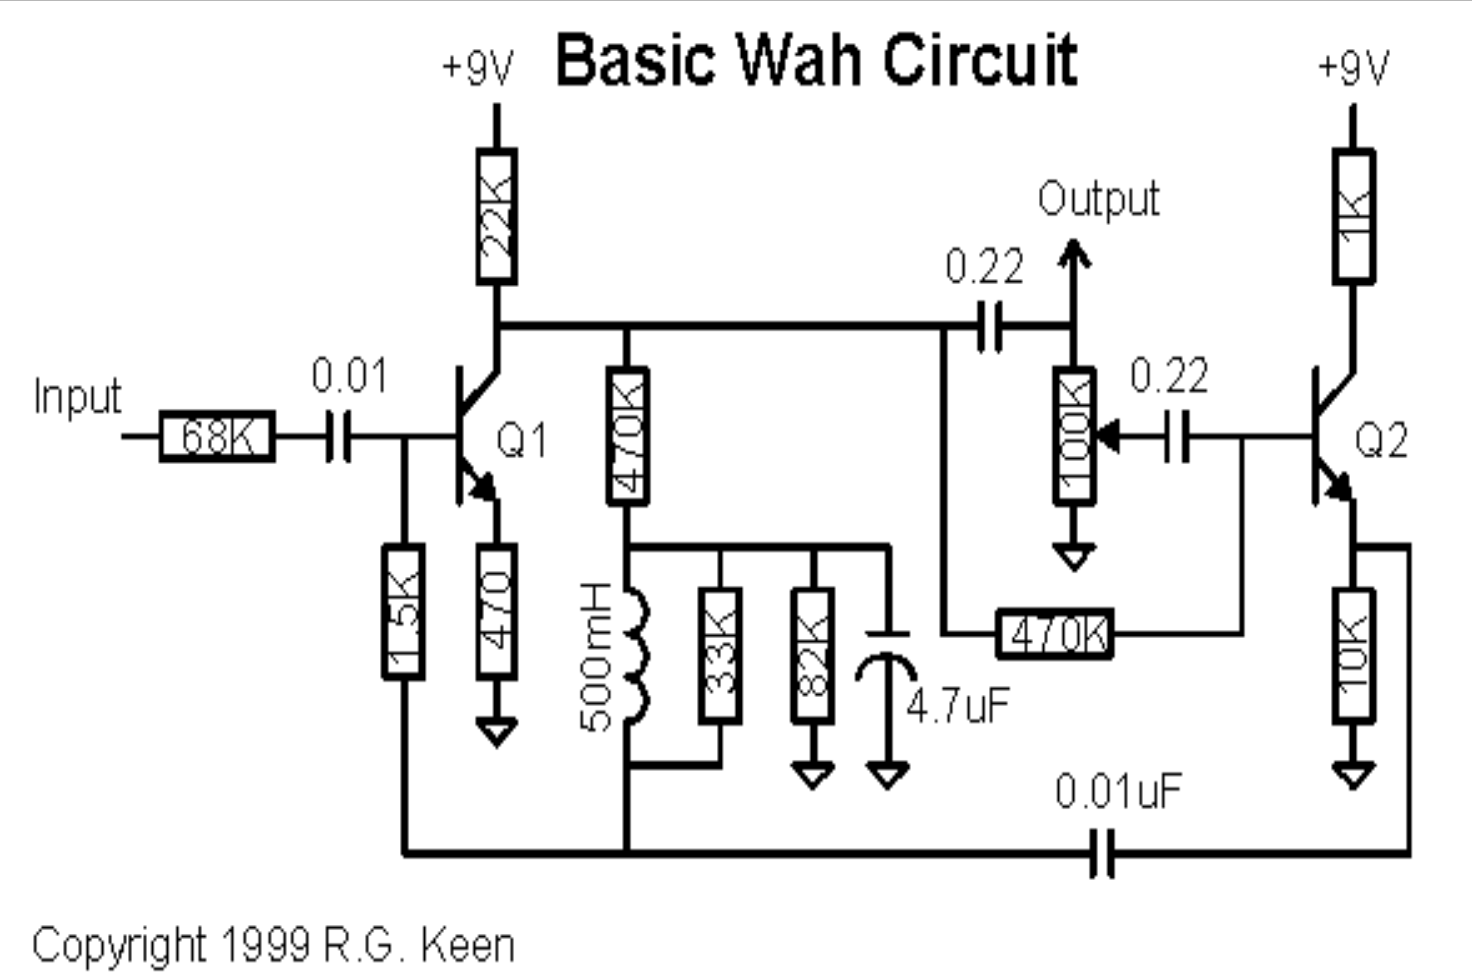 Basic Wah Circuit
+9V
+9V
22K
1K
Output
0.22
Input
68K
0.01
Q1
470K
100K
0.22
Q2
1.5K
470
500mH
33K
82K
4.7uF
470K
10K
0.01uF
Copyright 1999 R.G. Keen